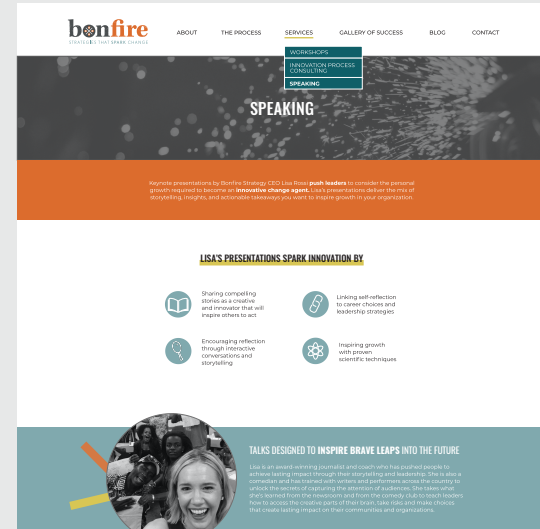 bonfire
STRATEGIES THAT SPARK CHANGE
ABOUT
THE PROCESS
SERVICES
GALLERY OF SUCCESS
BLOG
CONTACT
WORKSHOPS
INNOVATION PROCESS
CONSULTING
SPEAKING
SPEAKING
Keynote presentations by Bonfire Strategy CEO Lisa Rossi push leaders to consider the personal
growth required to become an innovative change agent. Lisa's presentations deliver the mix of
storytelling, insights, and actionable takeaways you want to inspire growth in your organization.
LISA'S PRESENTATIONS SPARK INNOVATION BY
Sharing compelling
stories as a creative
and innovator that will
inspire others to act
Linking self-reflection
to career choices and
leadership strategies
Encouraging reflection
through interactive
conversations and
storytelling
Inspiring growth
with proven
scientific techniques
TALKS DESIGNED TO INSPIRE BRAVE LEAPS INTO THE FUTURE
Lisa is an award-winning journalist and coach who has pushed people to
achieve lasting impact through their storytelling and leadership. She is also a
comedian and has trained with writers and performers across the country to
unlock the secrets of capturing the attention of audiences. She takes what
she's learned from the newsroom and from the comedy club to teach leaders
how to access the creative parts of their brain, take risks and make choices
that create lasting impact on their communities and organizations.